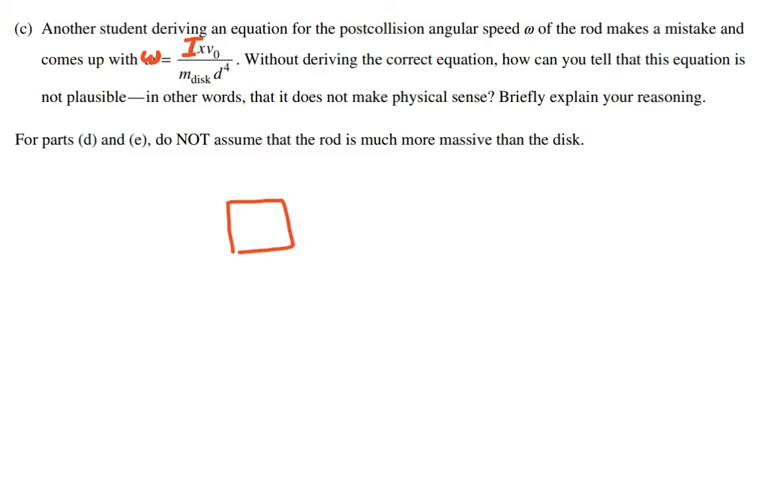 (c) Another student deriving an equation for the postcollision angular speed ω of the rod makes a mistake and
comes up with ω = Ixv₀ / m_disk d⁴ . Without deriving the correct equation, how can you tell that this equation is
not plausible—in other words, that it does not make physical sense? Briefly explain your reasoning.
For parts (d) and (e), do NOT assume that the rod is much more massive than the disk.